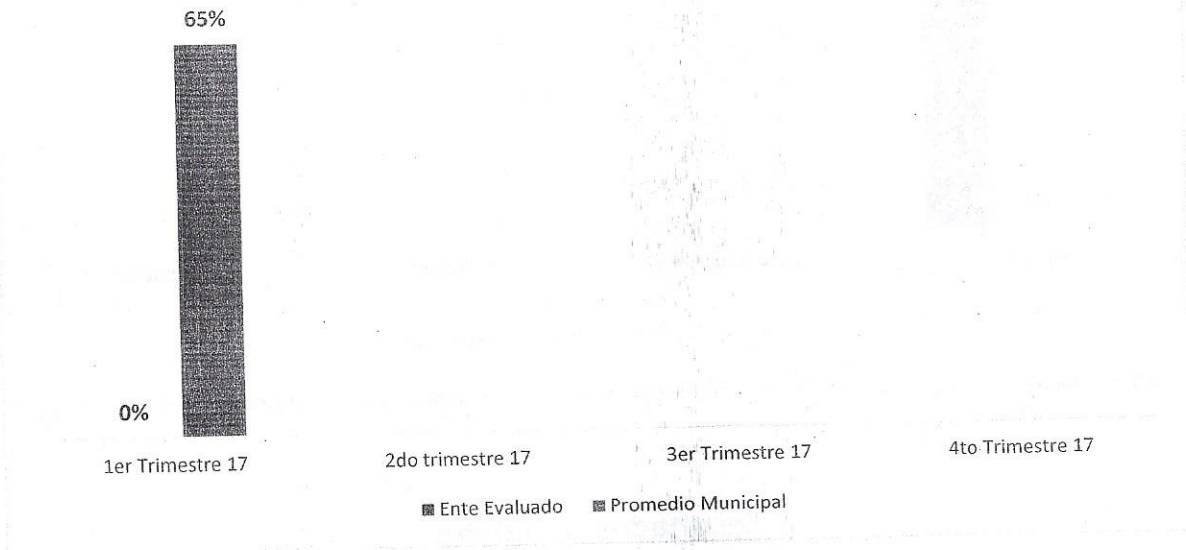 65%
0%
1er Trimestre 17
2do trimestre 17
3er Trimestre 17
4to Trimestre 17
Ente Evaluado
Promedio Municipal